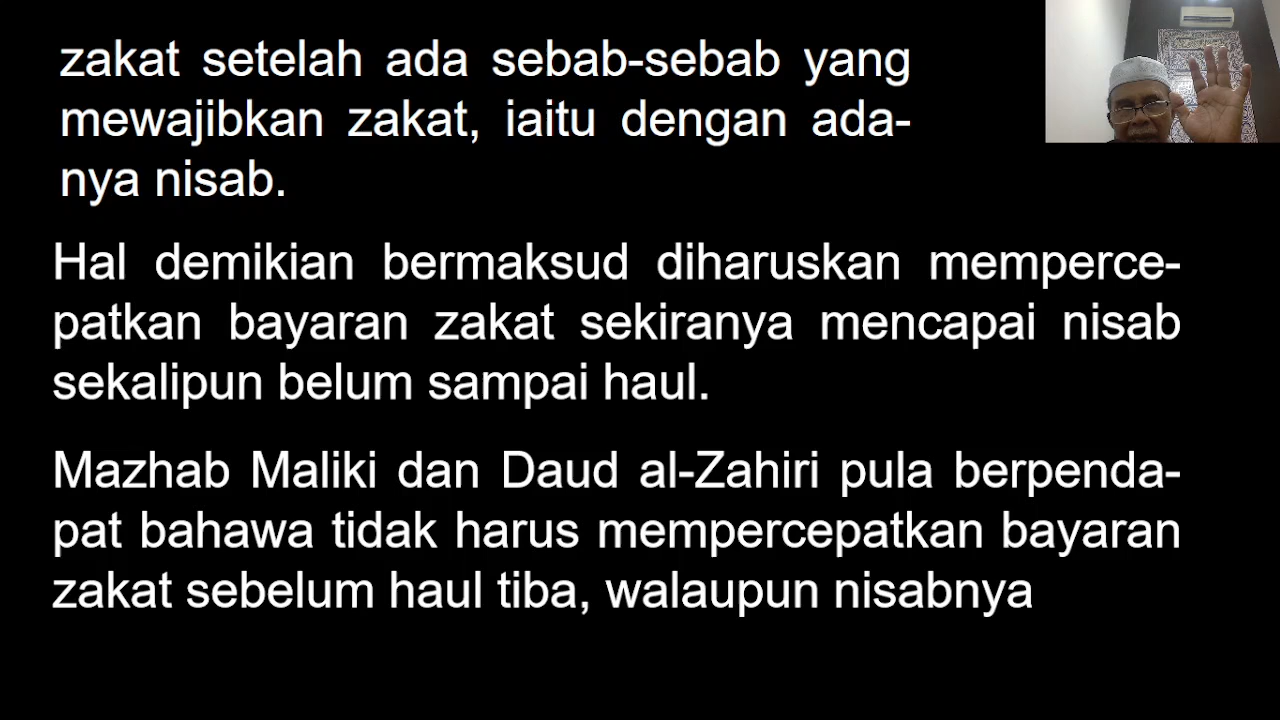 zakat setelah ada sebab-sebab yang
mewajibkan zakat, iaitu dengan ada-
nya nisab.
Hal demikian bermaksud diharuskan memperce-
patkan bayaran zakat sekiranya mencapai nisab
sekalipun belum sampai haul.
Mazhab Maliki dan Daud al-Zahiri pula berpenda-
pat bahawa tidak harus mempercepatkan bayaran
zakat sebelum haul tiba, walaupun nisabnya